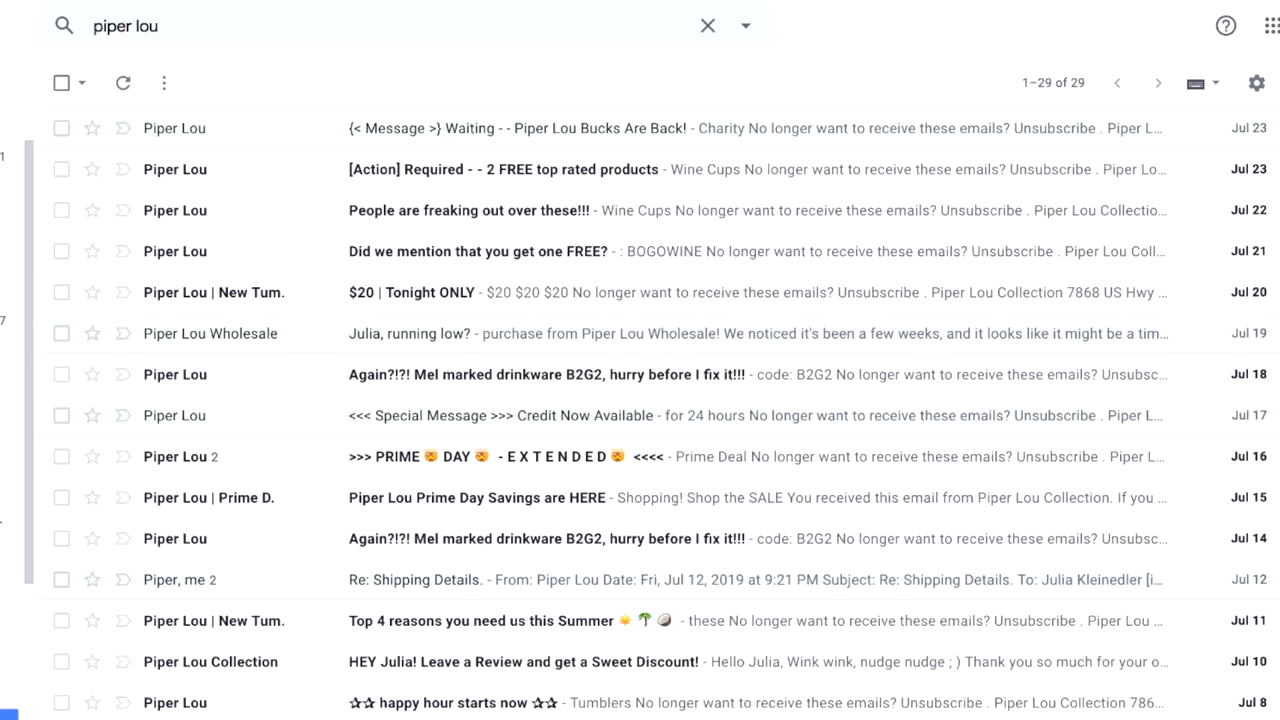 piper lou
1–29 of 29
1
7
Piper Lou {< Message >} Waiting - - Piper Lou Bucks Are Back! - Charity No longer want to receive these emails? Unsubscribe . Piper L... Jul 23
Piper Lou [Action] Required - - 2 FREE top rated products - Wine Cups No longer want to receive these emails? Unsubscribe . Piper Lo... Jul 23
Piper Lou People are freaking out over these!!! - Wine Cups No longer want to receive these emails? Unsubscribe . Piper Lou Collectio... Jul 22
Piper Lou Did we mention that you get one FREE? - : BOGOWINE No longer want to receive these emails? Unsubscribe . Piper Lou Coll... Jul 21
Piper Lou | New Tum. $20 | Tonight ONLY - $20 $20 $20 No longer want to receive these emails? Unsubscribe . Piper Lou Collection 7868 US Hwy ... Jul 20
Piper Lou Wholesale Julia, running low? - purchase from Piper Lou Wholesale! We noticed it's been a few weeks, and it looks like it might be a tim... Jul 19
Piper Lou Again?!?! Mel marked drinkware B2G2, hurry before I fix it!!! - code: B2G2 No longer want to receive these emails? Unsubsc... Jul 18
Piper Lou <<< Special Message >>> Credit Now Available - for 24 hours No longer want to receive these emails? Unsubscribe . Piper L... Jul 17
Piper Lou 2 >>> PRIME 🤯 DAY 🤯 - E X T E N D E D 🤯 <<<< - Prime Deal No longer want to receive these emails? Unsubscribe . Piper L... Jul 16
Piper Lou | Prime D. Piper Lou Prime Day Savings are HERE - Shopping! Shop the SALE You received this email from Piper Lou Collection. If you ... Jul 15
Piper Lou Again?!?! Mel marked drinkware B2G2, hurry before I fix it!!! - code: B2G2 No longer want to receive these emails? Unsubsc... Jul 14
Piper, me 2 Re: Shipping Details. - From: Piper Lou Date: Fri, Jul 12, 2019 at 9:21 PM Subject: Re: Shipping Details. To: Julia Kleinedler [i... Jul 12
Piper Lou | New Tum. Top 4 reasons you need us this Summer ☀️ 🌴 🥥 - these No longer want to receive these emails? Unsubscribe . Piper Lou ... Jul 11
Piper Lou Collection HEY Julia! Leave a Review and get a Sweet Discount! - Hello Julia, Wink wink, nudge nudge ; ) Thank you so much for your o... Jul 10
Piper Lou ✰✰ happy hour starts now ✰✰ - Tumblers No longer want to receive these emails? Unsubscribe . Piper Lou Collection 786... Jul 8